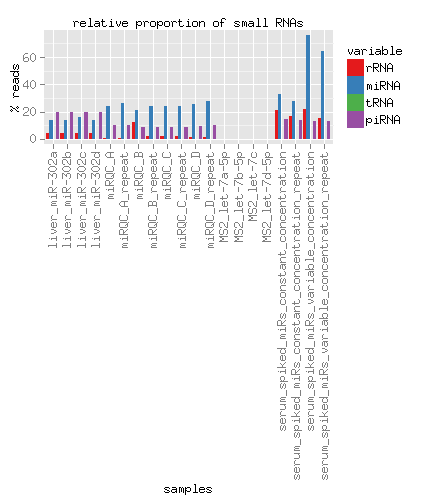 relative proportion of small RNAs
% reads
60
40
20
0
variable
rRNA
miRNA
tRNA
piRNA
liver_miR-302a
liver_miR-302b
liver_miR-302c
liver_miR-302d
miRQC_A
miRQC_A_repeat
miRQC_B
miRQC_B_repeat
miRQC_C
miRQC_C_repeat
miRQC_D
miRQC_D_repeat
MS2_let-7a-5p
MS2_let-7b-5p
MS2_let-7c
MS2_let-7d-5p
serum_spiked_miRs_constant_concentration
serum_spiked_miRs_constant_concentration_repeat
serum_spiked_miRs_variable_concentration
serum_spiked_miRs_variable_concentration_repeat
samples